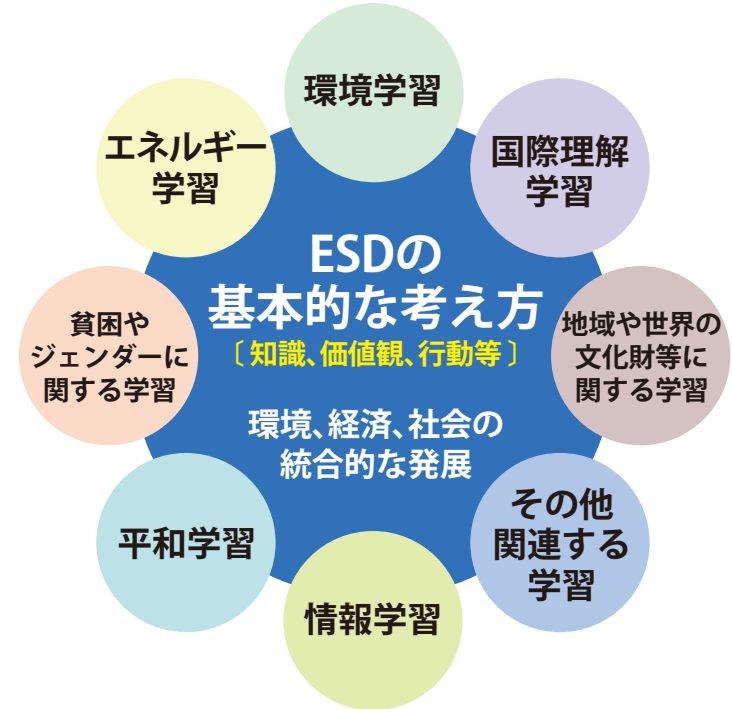 環境学習
国際理解
学習
地域や世界の
文化財等に
関する学習
その他
関連する
学習
情報学習
平和学習
貧困や
ジェンダーに
関する学習
エネルギー
学習
ESDの
基本的な考え方
〔知識、価値観、行動等〕
環境、経済、社会の
統合的な発展